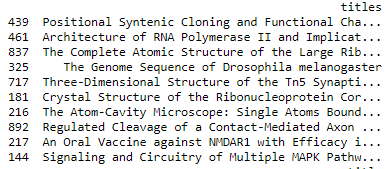 titles
439 Positional Syntenic Cloning and Functional Cha...
461 Architecture of RNA Polymerase II and Implicat...
837 The Complete Atomic Structure of the Large Rib...
325 The Genome Sequence of Drosophila melanogaster
717 Three-Dimensional Structure of the Tn5 Synapti...
181 Crystal Structure of the Ribonucleoprotein Cor...
216 The Atom-Cavity Microscope: Single Atoms Bound...
892 Regulated Cleavage of a Contact-Mediated Axon ...
217 An Oral Vaccine against NMDAR1 with Efficacy i...
144 Signaling and Circuitry of Multiple MAPK Pathw...